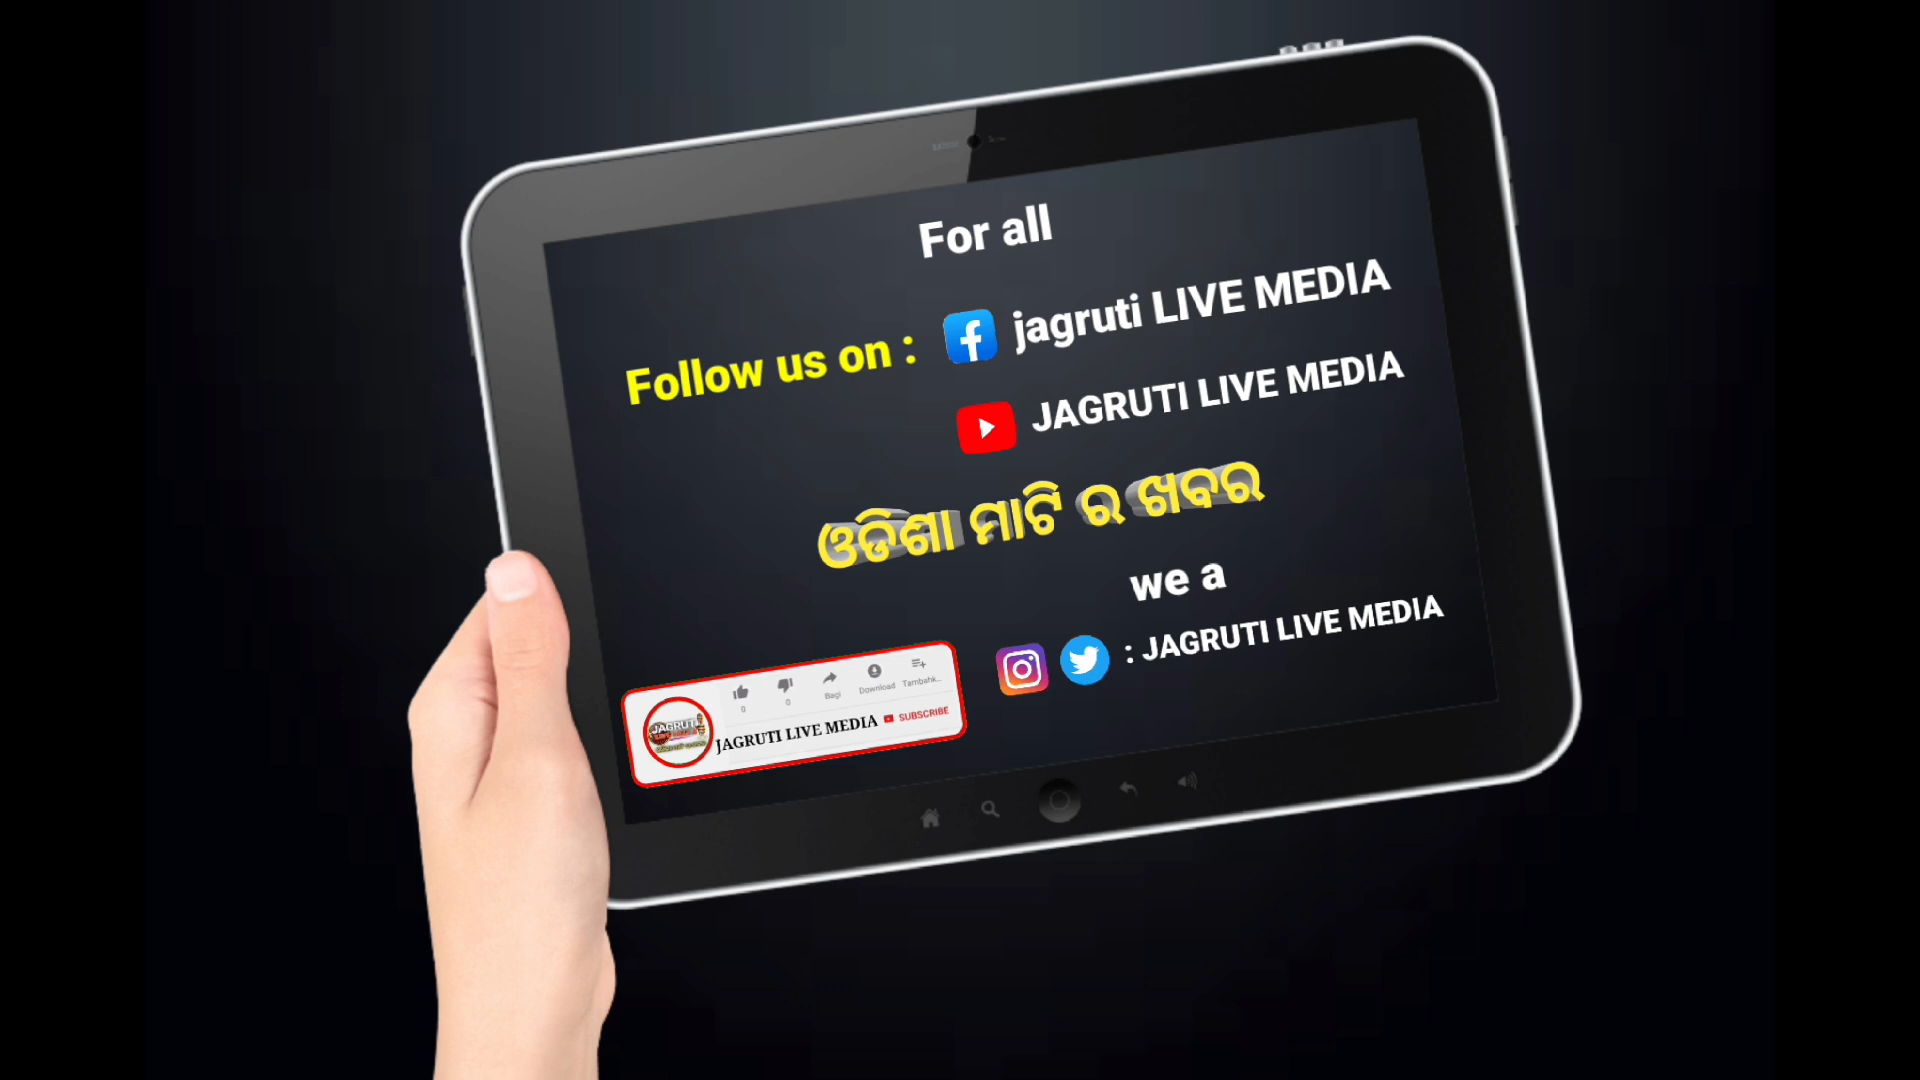 For all
Follow us on : jagruti LIVE MEDIA
JAGRUTI LIVE MEDIA
ଓଡିଶା ମାଟି ର ଖବର
we a
: JAGRUTI LIVE MEDIA
0 0 Bagi Download Tambahk...
JAGRUTI LIVE MEDIA SUBSCRIBE
JAGRUTI